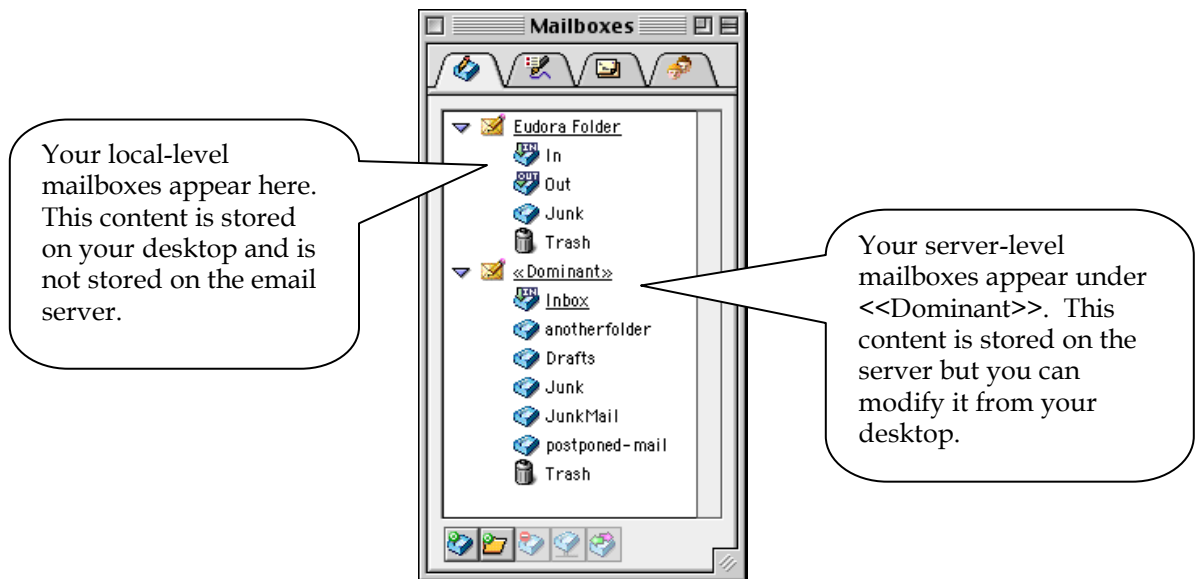 Mailboxes
Your local-level
mailboxes appear here.
This content is stored
on your desktop and is
not stored on the email
server.
Eudora Folder
In
Out
Junk
Trash
«Dominant»
Inbox
anotherfolder
Drafts
Junk
JunkMail
postponed-mail
Trash
Your server-level
mailboxes appear under
<<Dominant>>.  This
content is stored on the
server but you can
modify it from your
desktop.